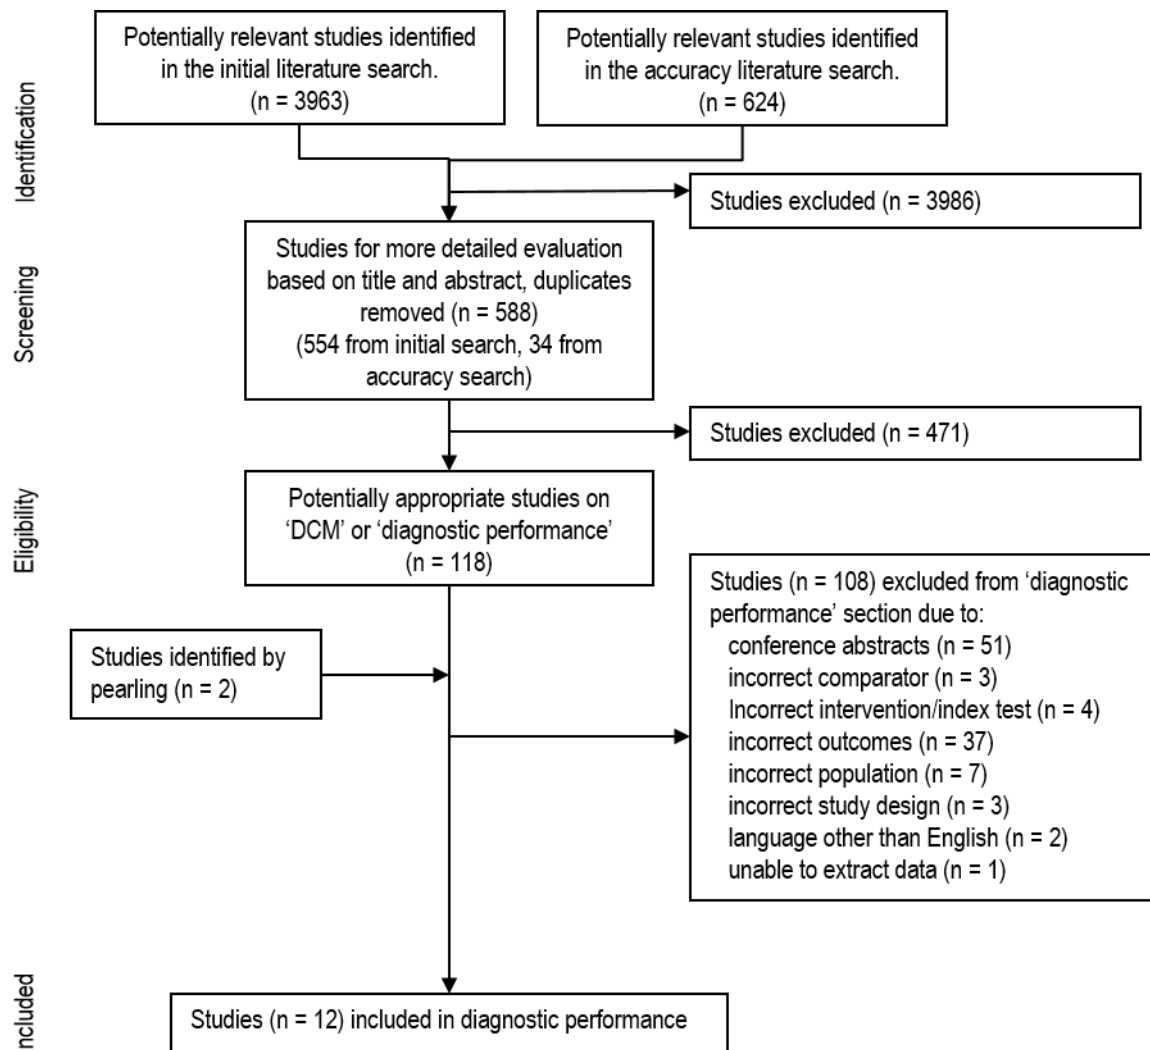 Potentially relevant studies identified
in the initial literature search.
(n = 3963)
Potentially relevant studies identified
in the accuracy literature search.
(n = 624)
Identification
Studies excluded (n = 3986)
Studies for more detailed evaluation
based on title and abstract, duplicates
removed (n = 588)
(554 from initial search, 34 from
accuracy search)
Screening
Studies excluded (n = 471)
Potentially appropriate studies on
‘DCM’ or ‘diagnostic performance’
(n = 118)
Eligibility
Studies identified by
pearling (n = 2)
Studies (n = 108) excluded from ‘diagnostic
performance’ section due to:
conference abstracts (n = 51)
incorrect comparator (n = 3)
Incorrect intervention/index test (n = 4)
incorrect outcomes (n = 37)
incorrect population (n = 7)
incorrect study design (n = 3)
language other than English (n = 2)
unable to extract data (n = 1)
ncluded
Studies (n = 12) included in diagnostic performance